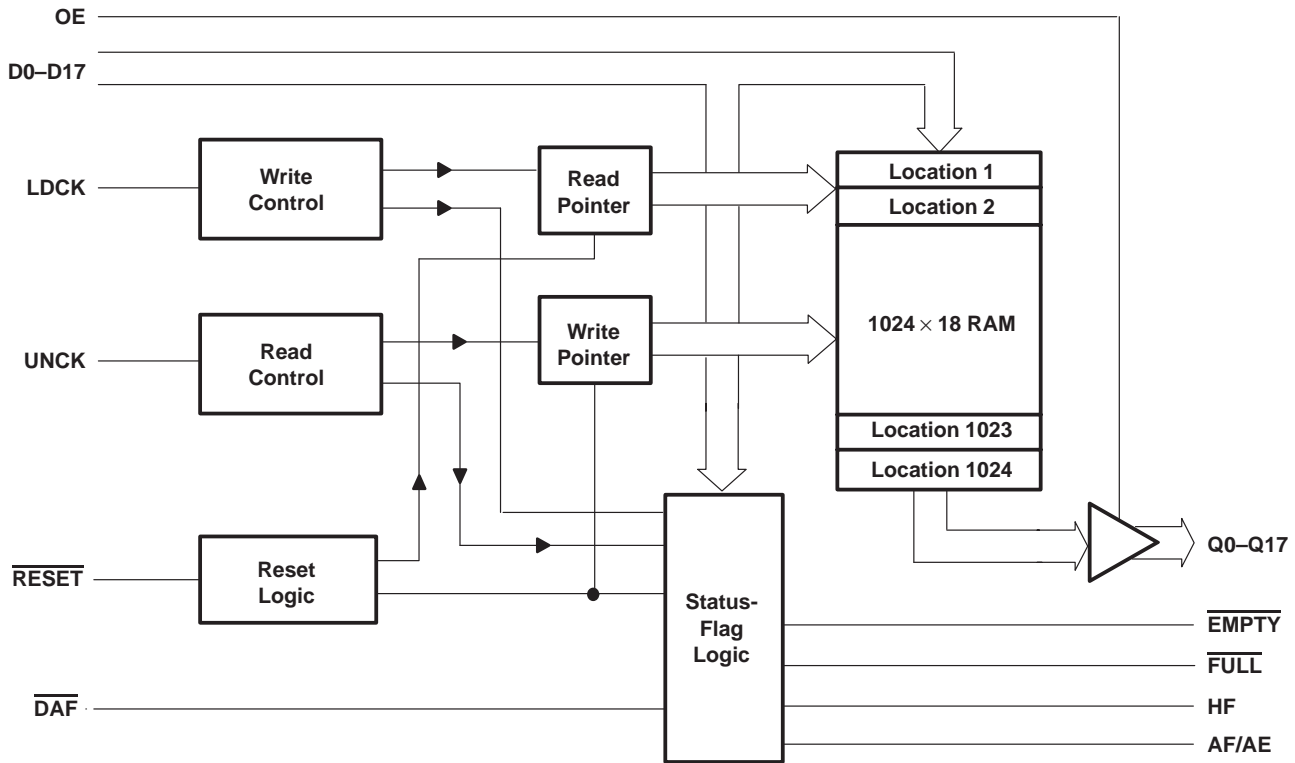 OE
D0–D17
LDCK
Write
Control
Read
Pointer
Location 1
Location 2
1024 × 18 RAM
UNCK
Read
Control
Write
Pointer
Location 1023
Location 1024
RESET
Reset
Logic
Status-
Flag
Logic
Q0–Q17
EMPTY
FULL
DAF
HF
AF/AE